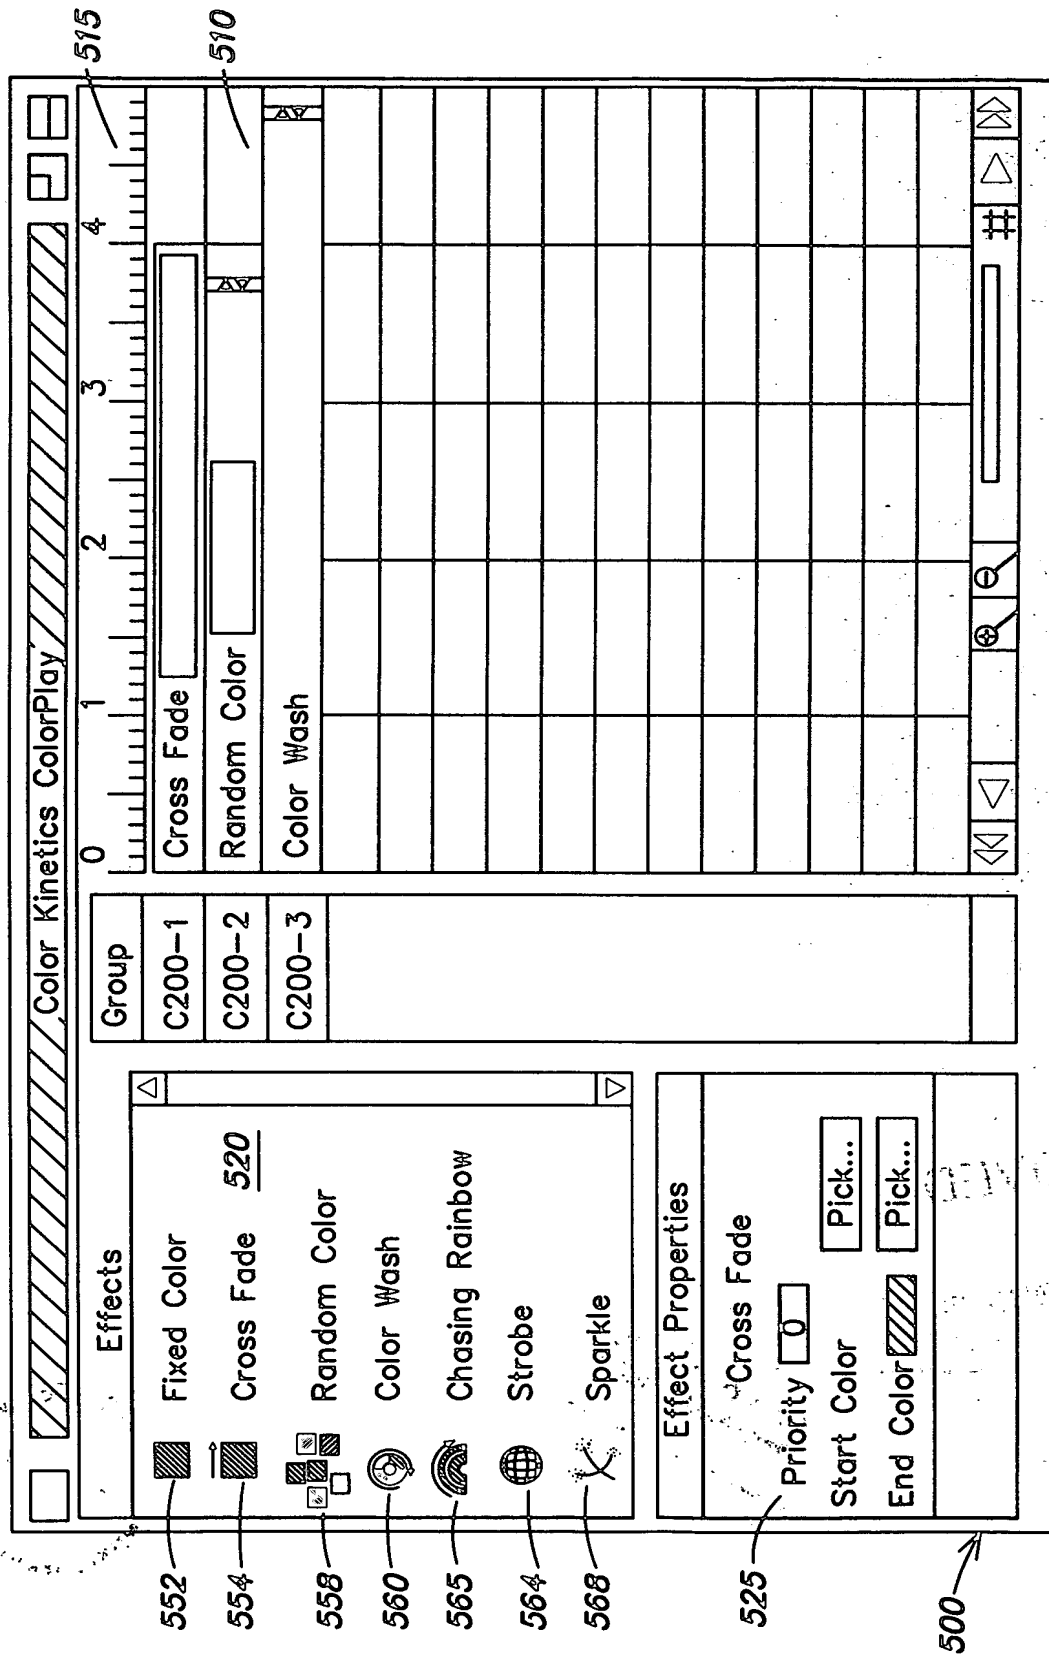 Color Kinetics ColorPlay
Effects
552 Fixed Color
554 Cross Fade 520
558 Random Color
560 Color Wash
565 Chasing Rainbow
564 Strobe
568 Sparkle
Effect Properties
Cross Fade
525 Priority 0
Start Color Pick...
End Color Pick...
500
Group
C200-1
C200-2
C200-3
0 1 2 3 4 515
Cross Fade
Random Color 510
Color Wash